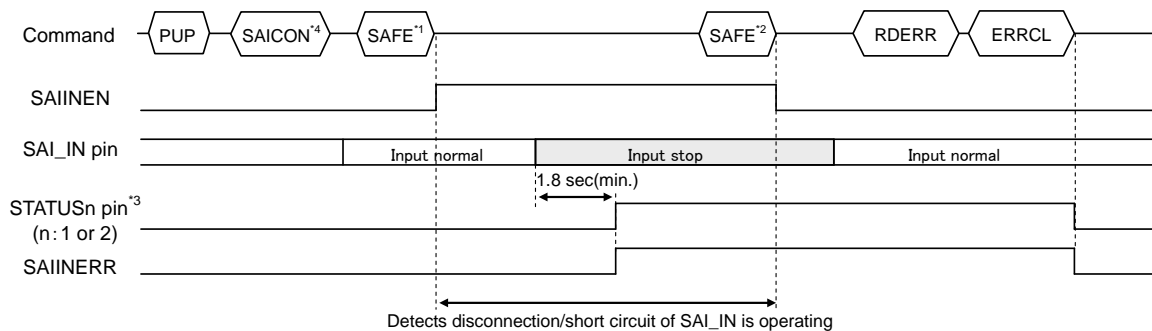 Command PUP SAICON*4 SAFE*1 SAFE*2 RDERR ERRCL
SAIINEN
SAI_IN pin Input normal Input stop Input normal
1.8 sec(min.)
STATUSn pin*3
(n:1 or 2)
SAIINERR
Detects disconnection/short circuit of SAI_IN is operating